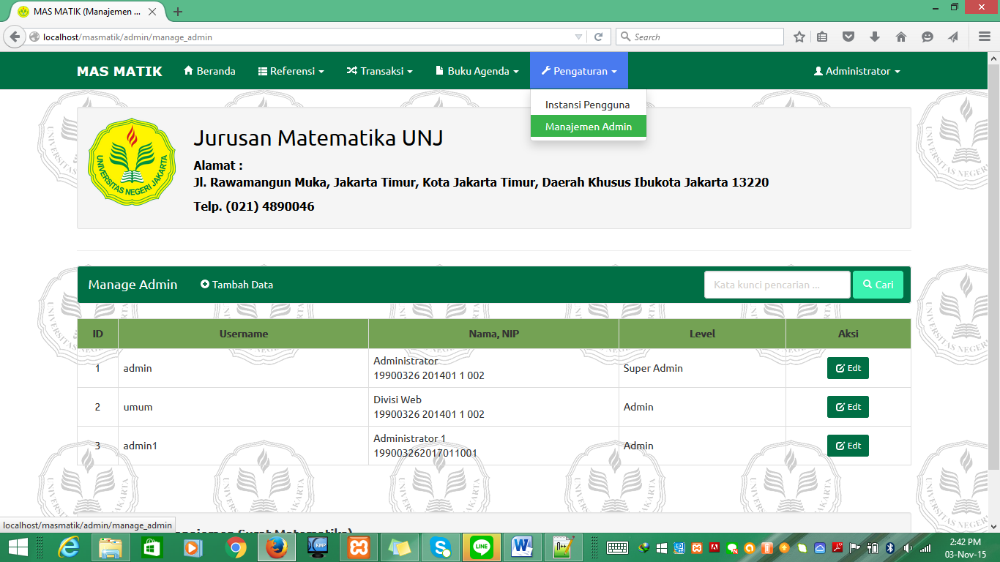 MAS MATIK (Manajemen ...
localhost/masmatik/admin/manage_admin
Search
MAS MATIK
Beranda
Referensi
Transaksi
Buku Agenda
Pengaturan
Administrator
Instansi Pengguna
Manajemen Admin
UNIVERSITAS NEGERI JAKARTA
Jurusan Matematika UNJ
Alamat :
Jl. Rawamangun Muka, Jakarta Timur, Kota Jakarta Timur, Daerah Khusus Ibukota Jakarta 13220
Telp. (021) 4890046
Manage Admin
Tambah Data
Kata kunci pencarian ...
Cari
ID Username Nama, NIP Level Aksi
1 admin Administrator Super Admin Edt
19900326 201401 1 002
2 umum Divisi Web Admin Edt
19900326 201401 1 002
3 admin1 Administrator 1 Admin Edt
199003262017011001
localhost/masmatik/admin/manage_admin
Surat Matematika)
KMP
LINE
2:42 PM
03-Nov-15